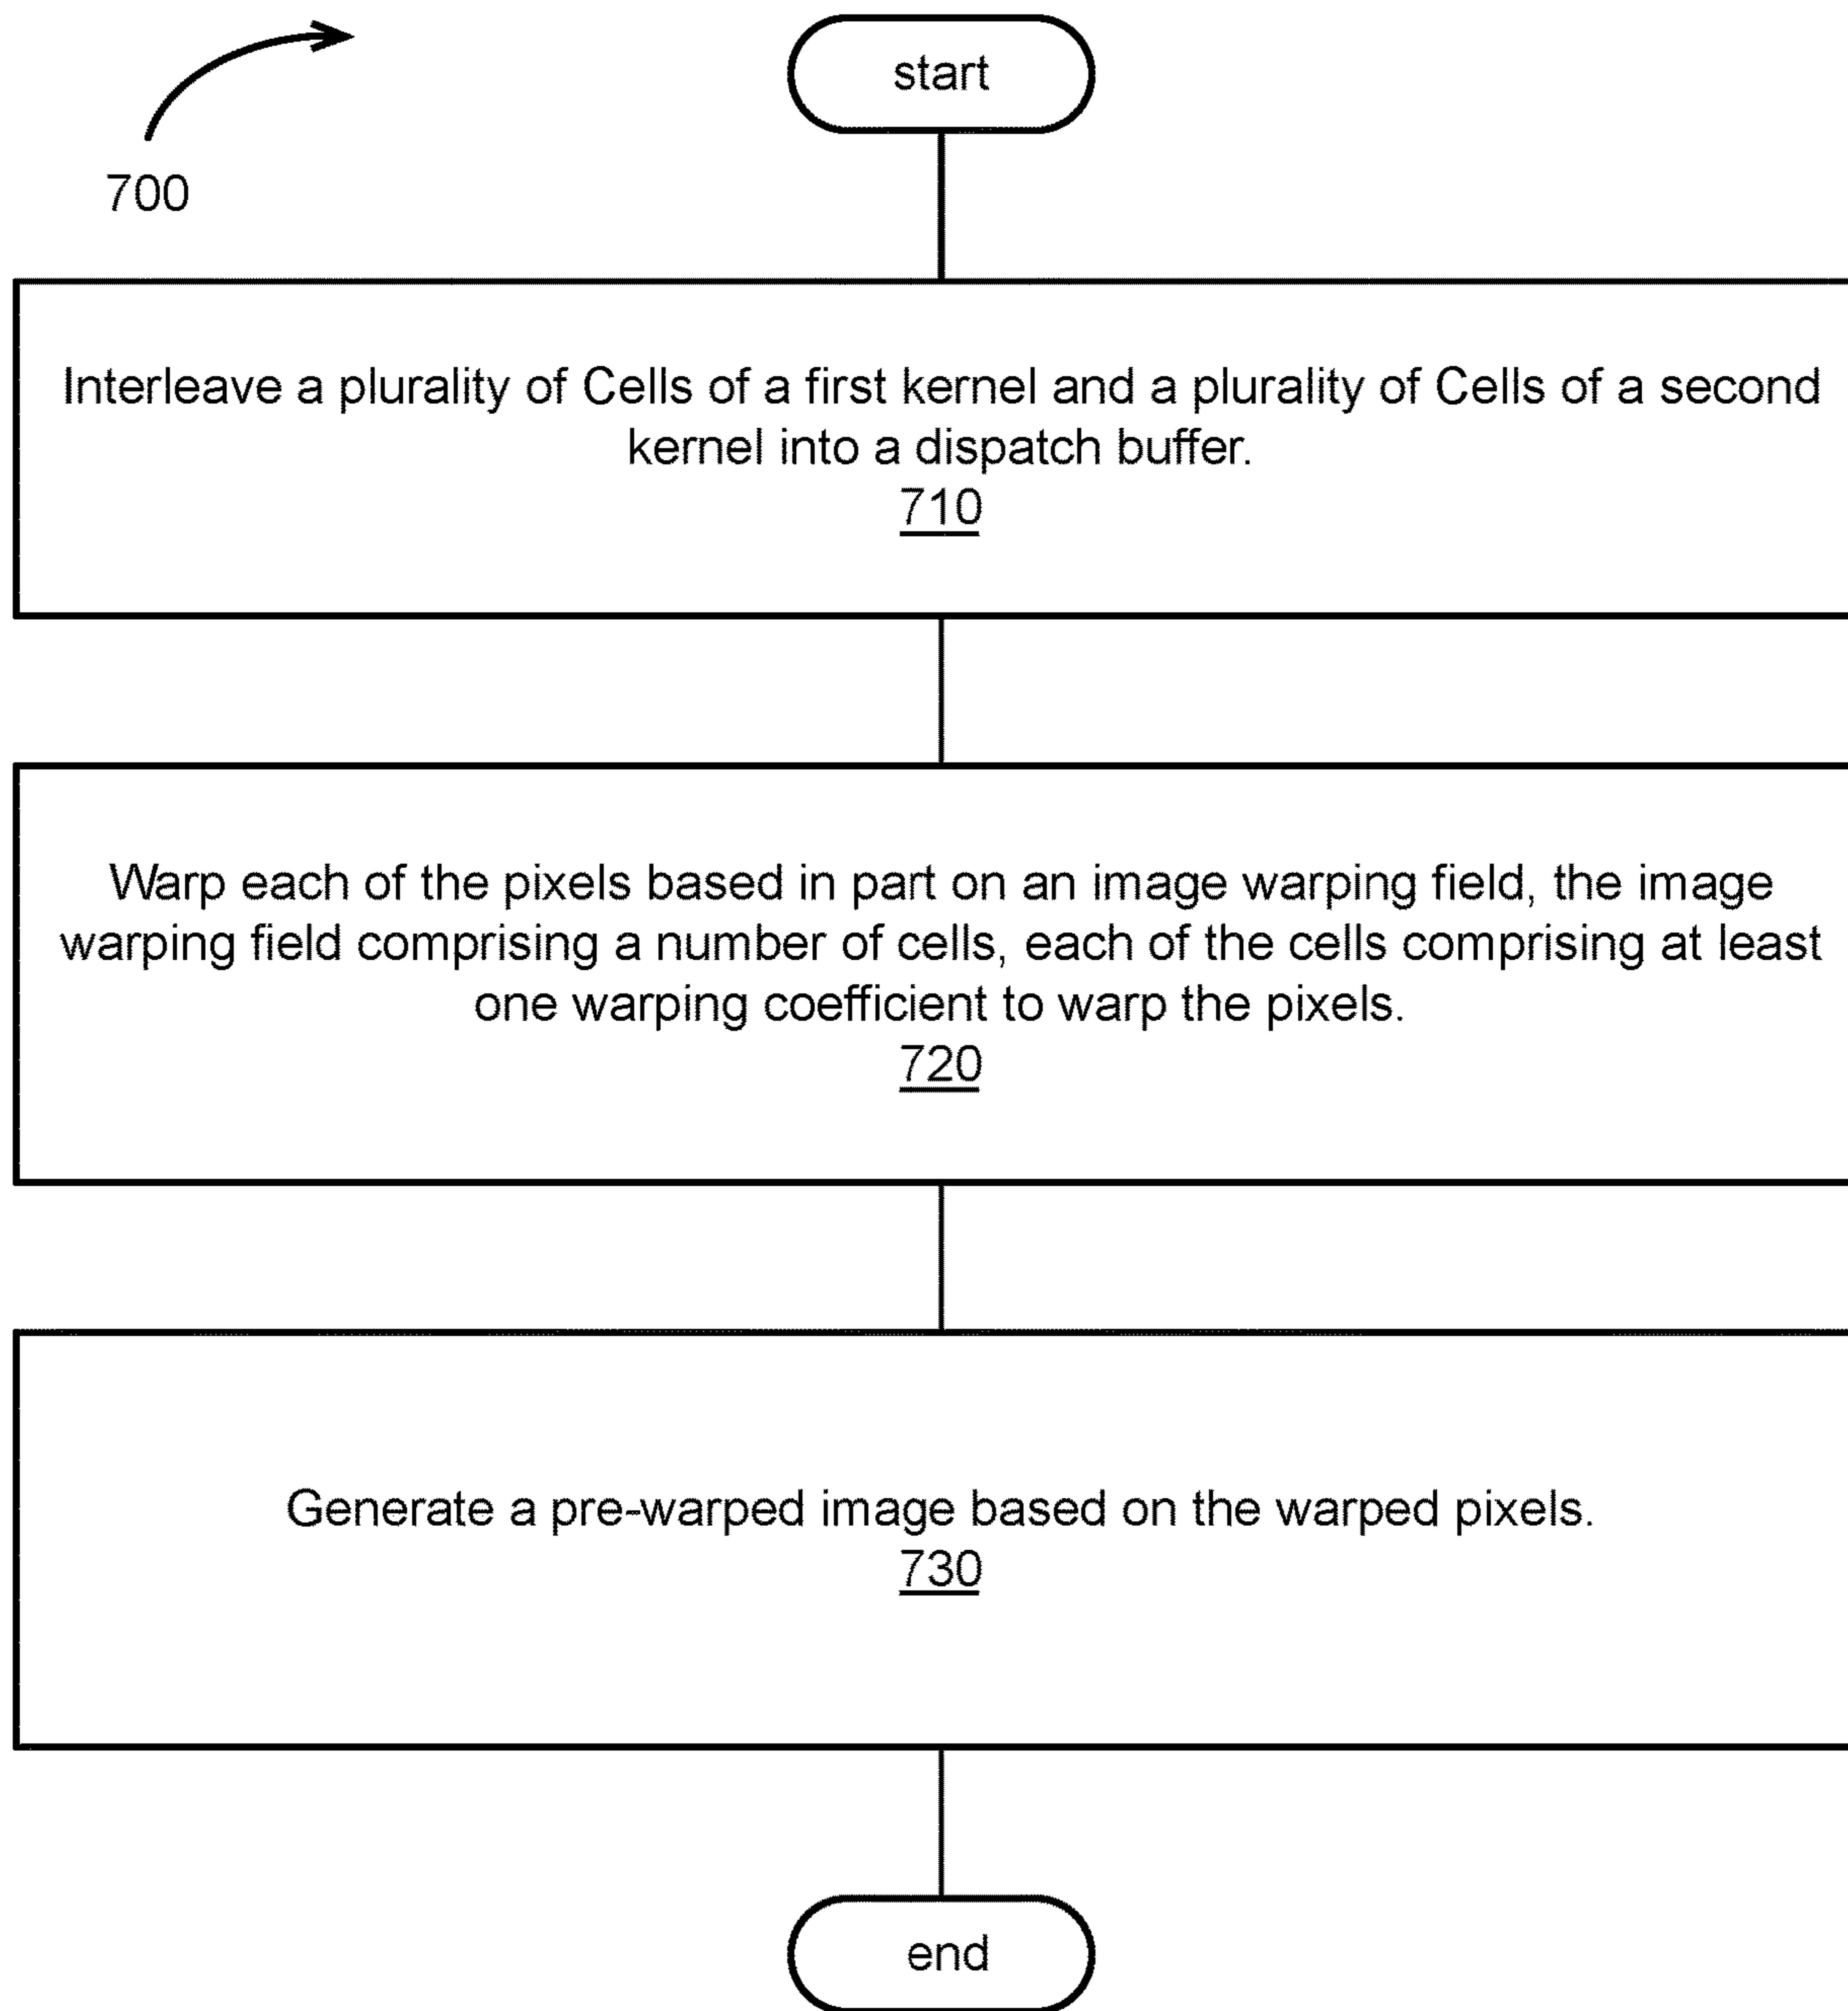 start
700
Interleave a plurality of Cells of a first kernel and a plurality of Cells of a second
kernel into a dispatch buffer.
710
Warp each of the pixels based in part on an image warping field, the image
warping field comprising a number of cells, each of the cells comprising at least
one warping coefficient to warp the pixels.
720
Generate a pre-warped image based on the warped pixels.
730
end